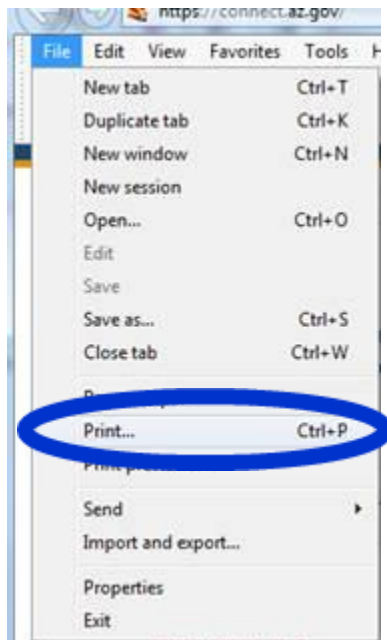 https://connect.az.gov/
File Edit View Favorites Tools H
New tab Ctrl+T
Duplicate tab Ctrl+K
New window Ctrl+N
New session
Open... Ctrl+O
Edit
Save
Save as... Ctrl+S
Close tab Ctrl+W
Print... Ctrl+P
Print
Send
Import and export...
Properties
Exit